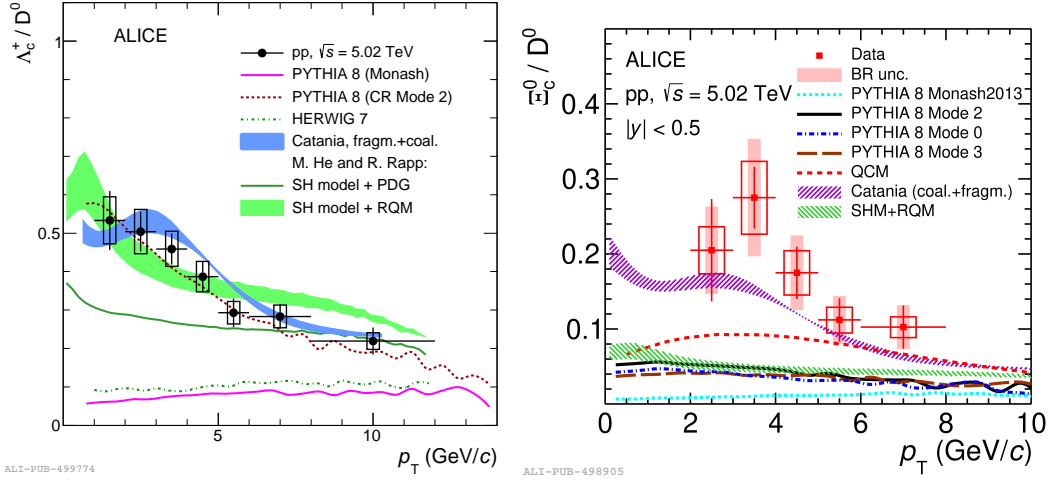 Λc+ / D0
1
0.5
0
ALICE
pp, √s = 5.02 TeV
PYTHIA 8 (Monash)
PYTHIA 8 (CR Mode 2)
HERWIG 7
Catania, fragm.+coal.
M. He and R. Rapp:
SH model + PDG
SH model + RQM
5
10
pT (GeV/c)
ALI-PUB-499774
Ξc0 / D0
0.4
0.3
0.2
0.1
ALICE
pp, √s = 5.02 TeV
|y| < 0.5
Data
BR unc.
PYTHIA 8 Monash2013
PYTHIA 8 Mode 2
PYTHIA 8 Mode 0
PYTHIA 8 Mode 3
QCM
Catania (coal.+fragm.)
SHM+RQM
0 2 4 6 8 10
pT (GeV/c)
ALI-PUB-498905